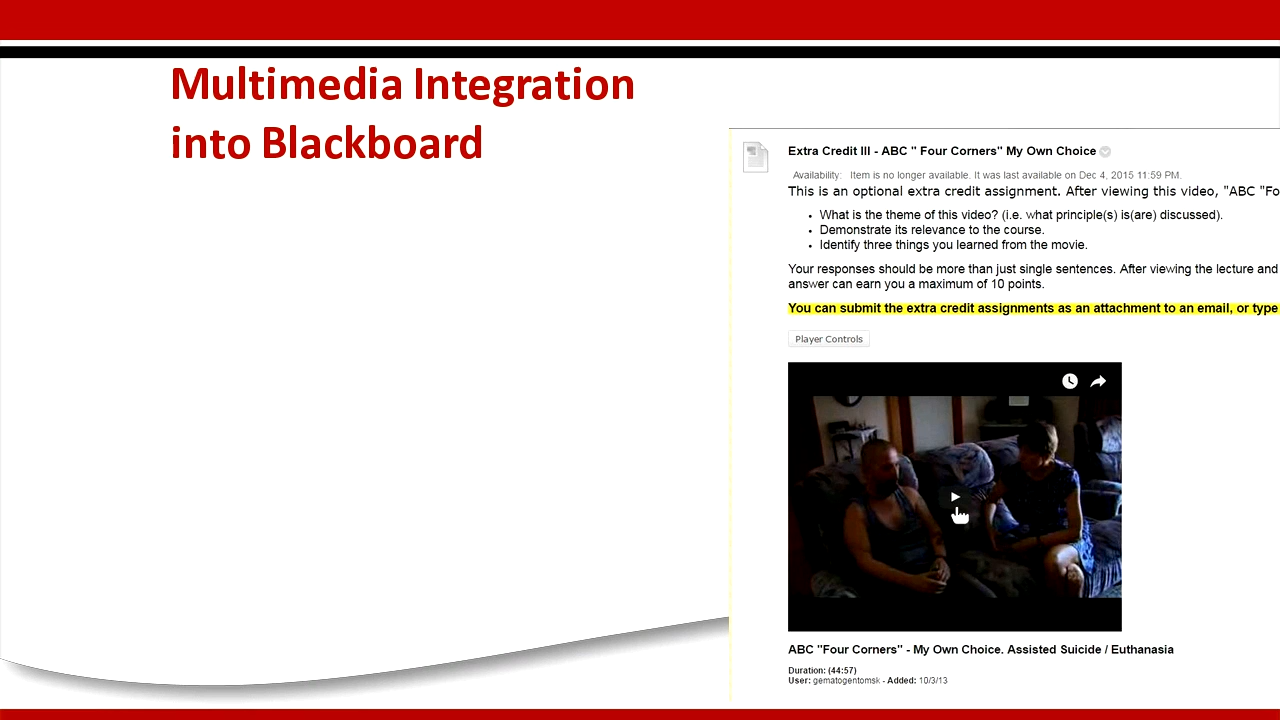 Multimedia Integration
into Blackboard
Extra Credit III - ABC " Four Corners" My Own Choice
Availability: Item is no longer available. It was last available on Dec 4, 2015 11:59 PM.
This is an optional extra credit assignment. After viewing this video, "ABC "Fo
• What is the theme of this video? (i.e. what principle(s) is(are) discussed).
• Demonstrate its relevance to the course.
• Identify three things you learned from the movie.
Your responses should be more than just single sentences. After viewing the lecture and
answer can earn you a maximum of 10 points.
You can submit the extra credit assignments as an attachment to an email, or type
Player Controls
ABC "Four Corners" - My Own Choice. Assisted Suicide / Euthanasia
Duration: (44:57)
User: gematogentomsk - Added: 10/3/13